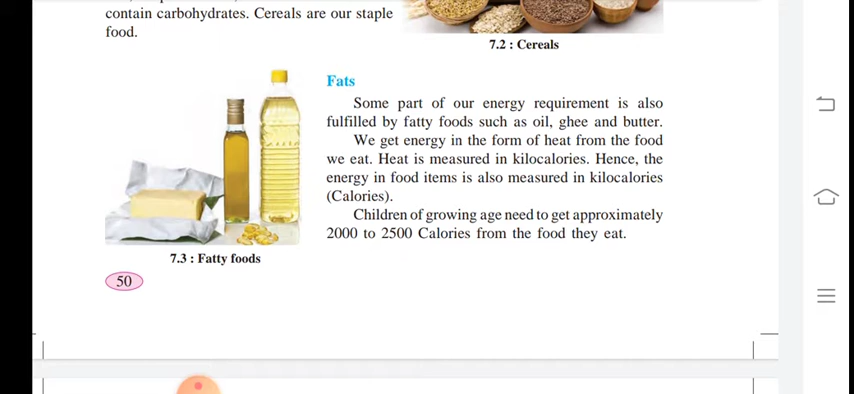 contain carbohydrates. Cereals are our staple
food.
7.2 : Cereals
Fats
Some part of our energy requirement is also
fulfilled by fatty foods such as oil, ghee and butter.
We get energy in the form of heat from the food
we eat. Heat is measured in kilocalories. Hence, the
energy in food items is also measured in kilocalories
(Calories).
Children of growing age need to get approximately
2000 to 2500 Calories from the food they eat.
7.3 : Fatty foods
50